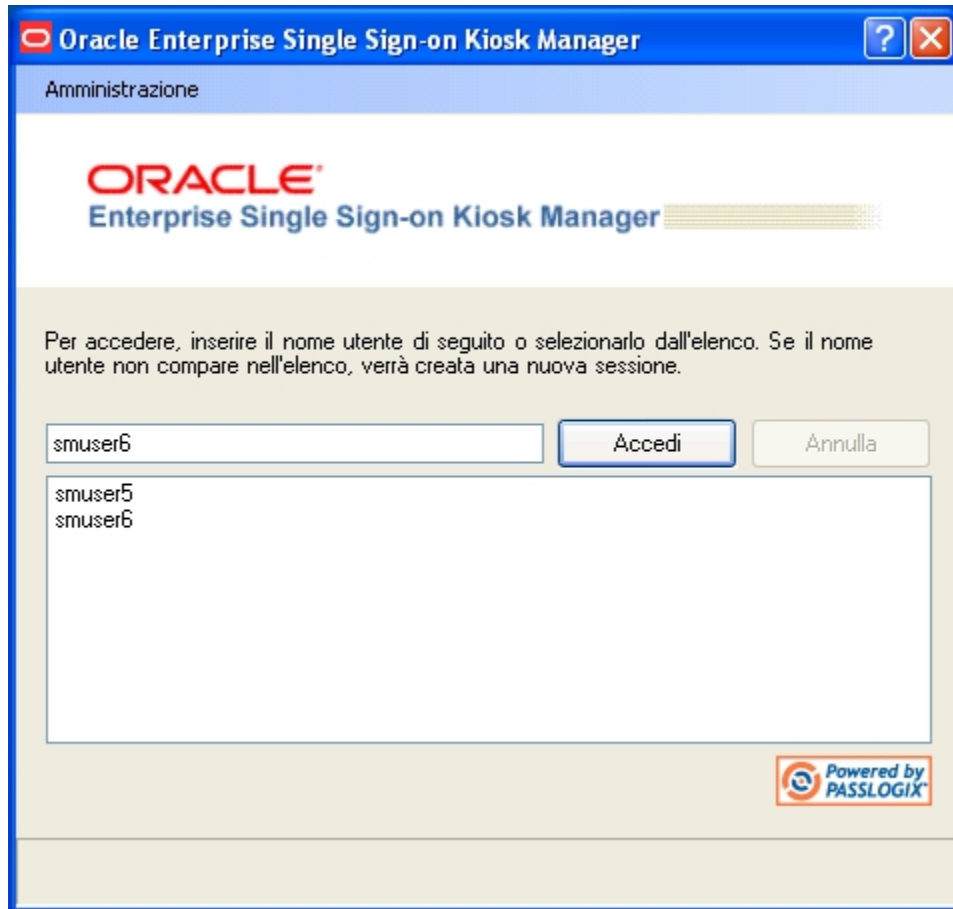 Oracle Enterprise Single Sign-on Kiosk Manager
Amministrazione
ORACLE
Enterprise Single Sign-on Kiosk Manager
Per accedere, inserire il nome utente di seguito o selezionarlo dall'elenco. Se il nome
utente non compare nell'elenco, verrà creata una nuova sessione.
smuser6 Accedi Annulla
smuser5
smuser6
Powered by
PASSLOGIX